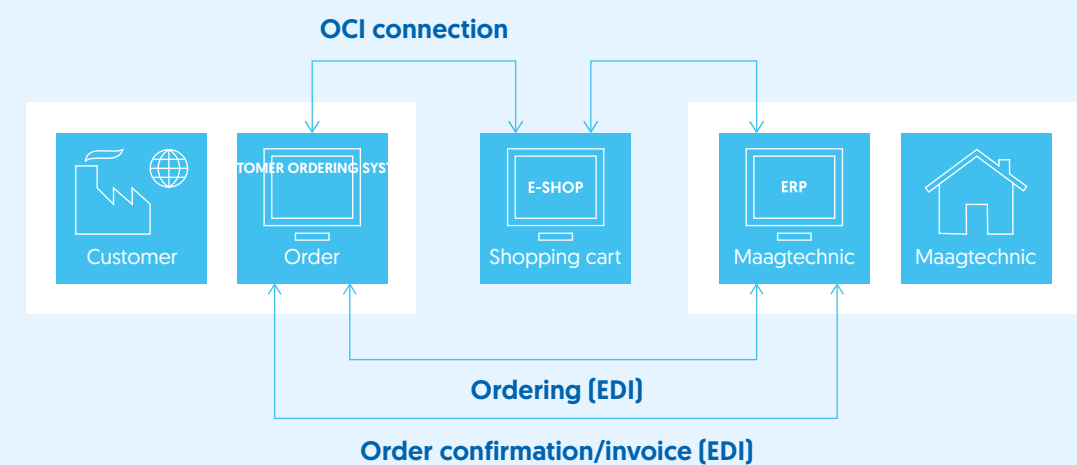 OCI connection
TOMER ORDERING SYST
E-SHOP
ERP
Customer
Order
Shopping cart
Maagtechnic
Maagtechnic
Ordering (EDI)
Order confirmation/invoice (EDI)